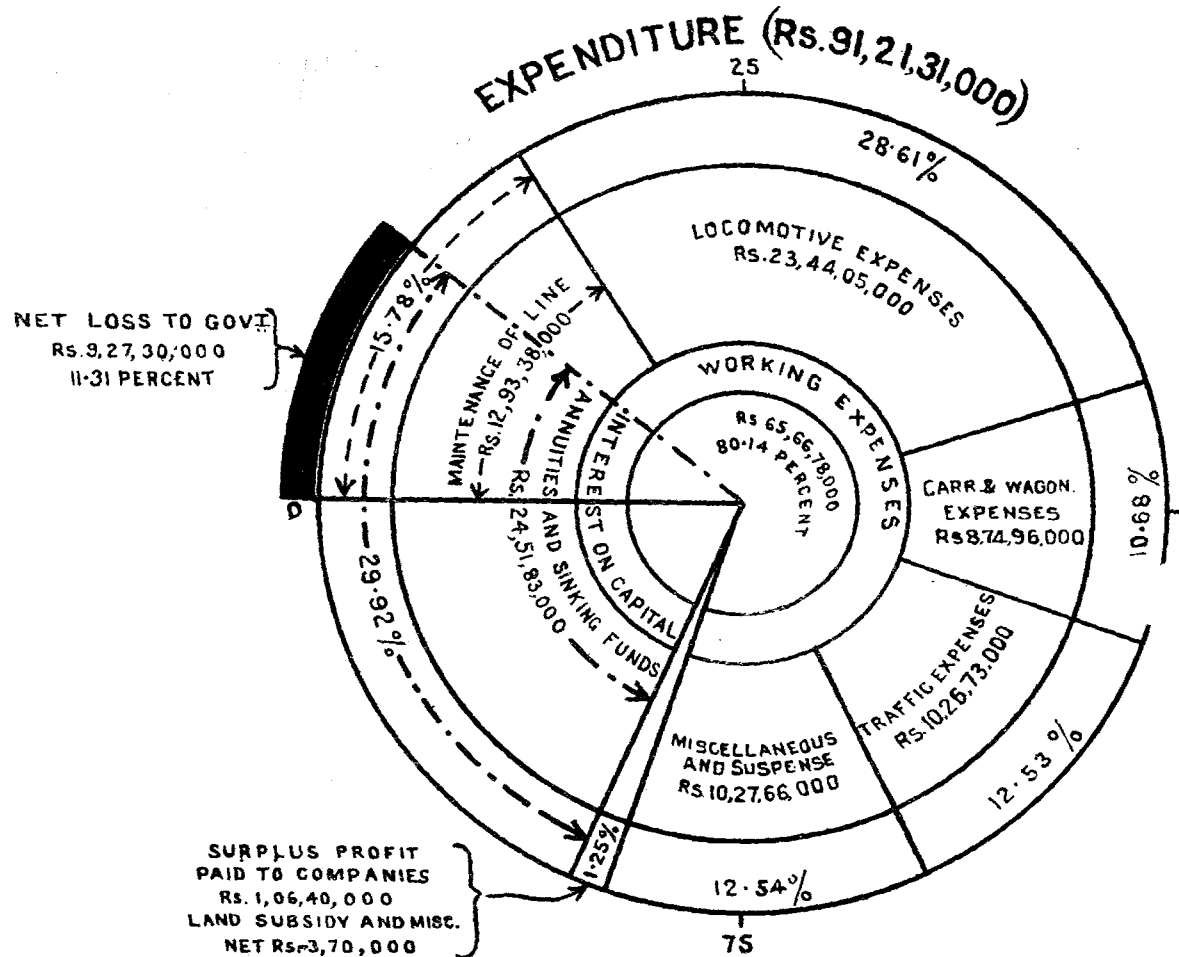 EXPENDITURE (Rs.91,21,31,000)
25
28·61%
LOCOMOTIVE EXPENSES
Rs.23,44,05,000
15·78%
MAINTENANCE OF LINE
Rs.12,93,38,000
NET LOSS TO GOVT.
Rs.9,27,30,000
11·31 PERCENT
WORKING EXPENSES
Rs 65,66,78,000
80·14 PERCENT
CARR.& WAGON.
EXPENSES
Rs8,74,96,000
10·68%
0
INTEREST ON CAPITAL
ANNUITIES AND SINKING FUNDS
Rs.24,51,83,000
29·92%
TRAFFIC EXPENSES
Rs.10,26,73,000
12·53%
MISCELLANEOUS
AND SUSPENSE
Rs.10,27,66,000
12·54%
1·25%
SURPLUS PROFIT
PAID TO COMPANIES
Rs.1,06,40,000
LAND SUBSIDY AND MISC.
NET Rs-3,70,000
75